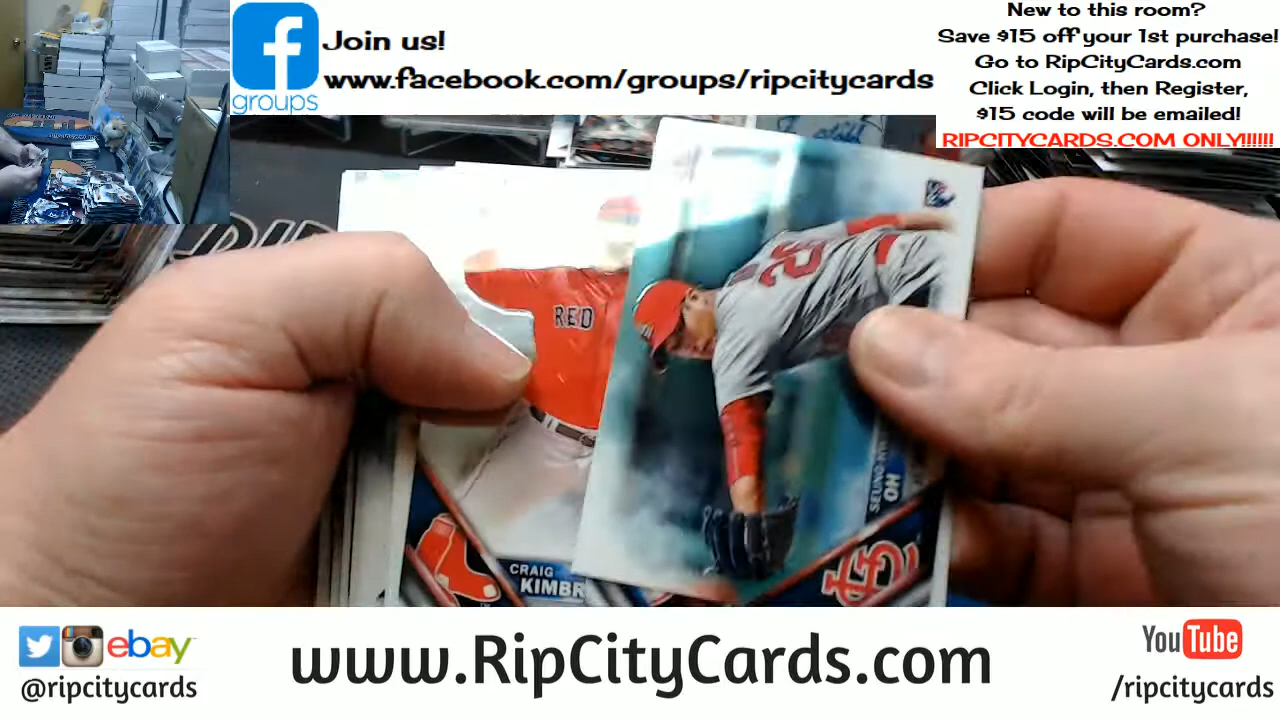 Join us!
www.facebook.com/groups/ripcitycards
groups
New to this room?
Save $15 off your 1st purchase!
Go to RipCityCards.com
Click Login, then Register,
$15 code will be emailed!
RIPCITYCARDS.COM ONLY!!!!!!
RED
26
OH
CRAIG
KIMBR
ebay
@ripcitycards
www.RipCityCards.com
YouTube
/ripcitycards